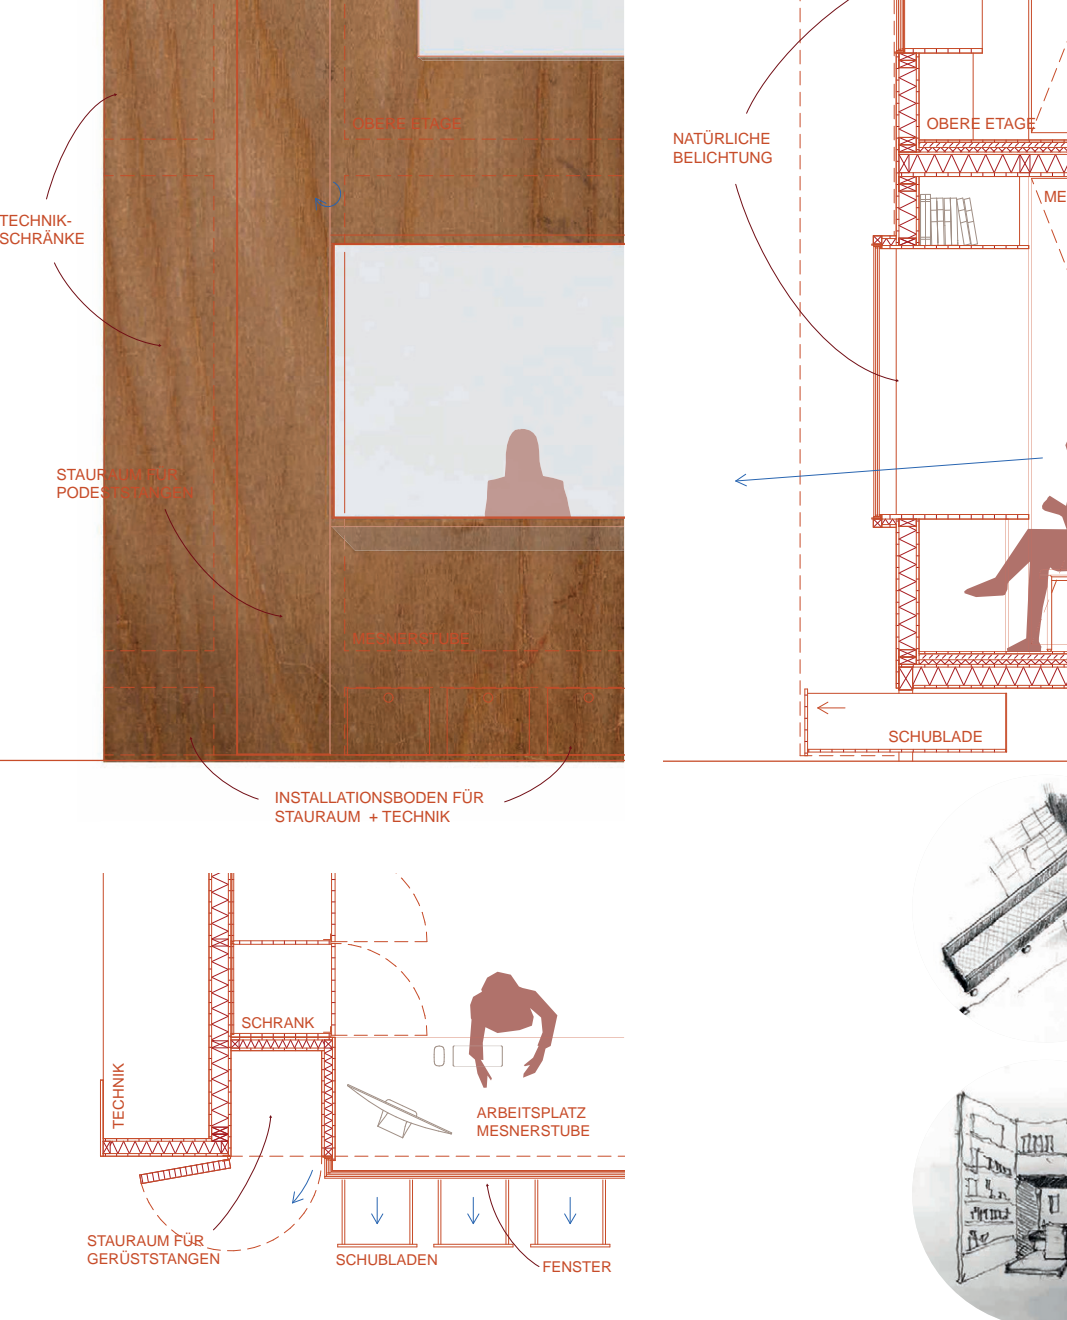 OBERE ETAGE
TECHNIK-
SCHRÄNKE
STAURAUM FÜR
MESNERSTUBE
INSTALLATIONSBODEN FÜR
STAURAUM + TECHNIK
NATÜRLICHE
BELICHTUNG
OBERE ETAGE
ME
SCHUBLADE
SCHRANK
TECHNIK
ARBEITSPLATZ
MESNERSTUBE
STAURAUM FÜR
GERÜSTSTANGEN
SCHUBLADEN
FENSTER